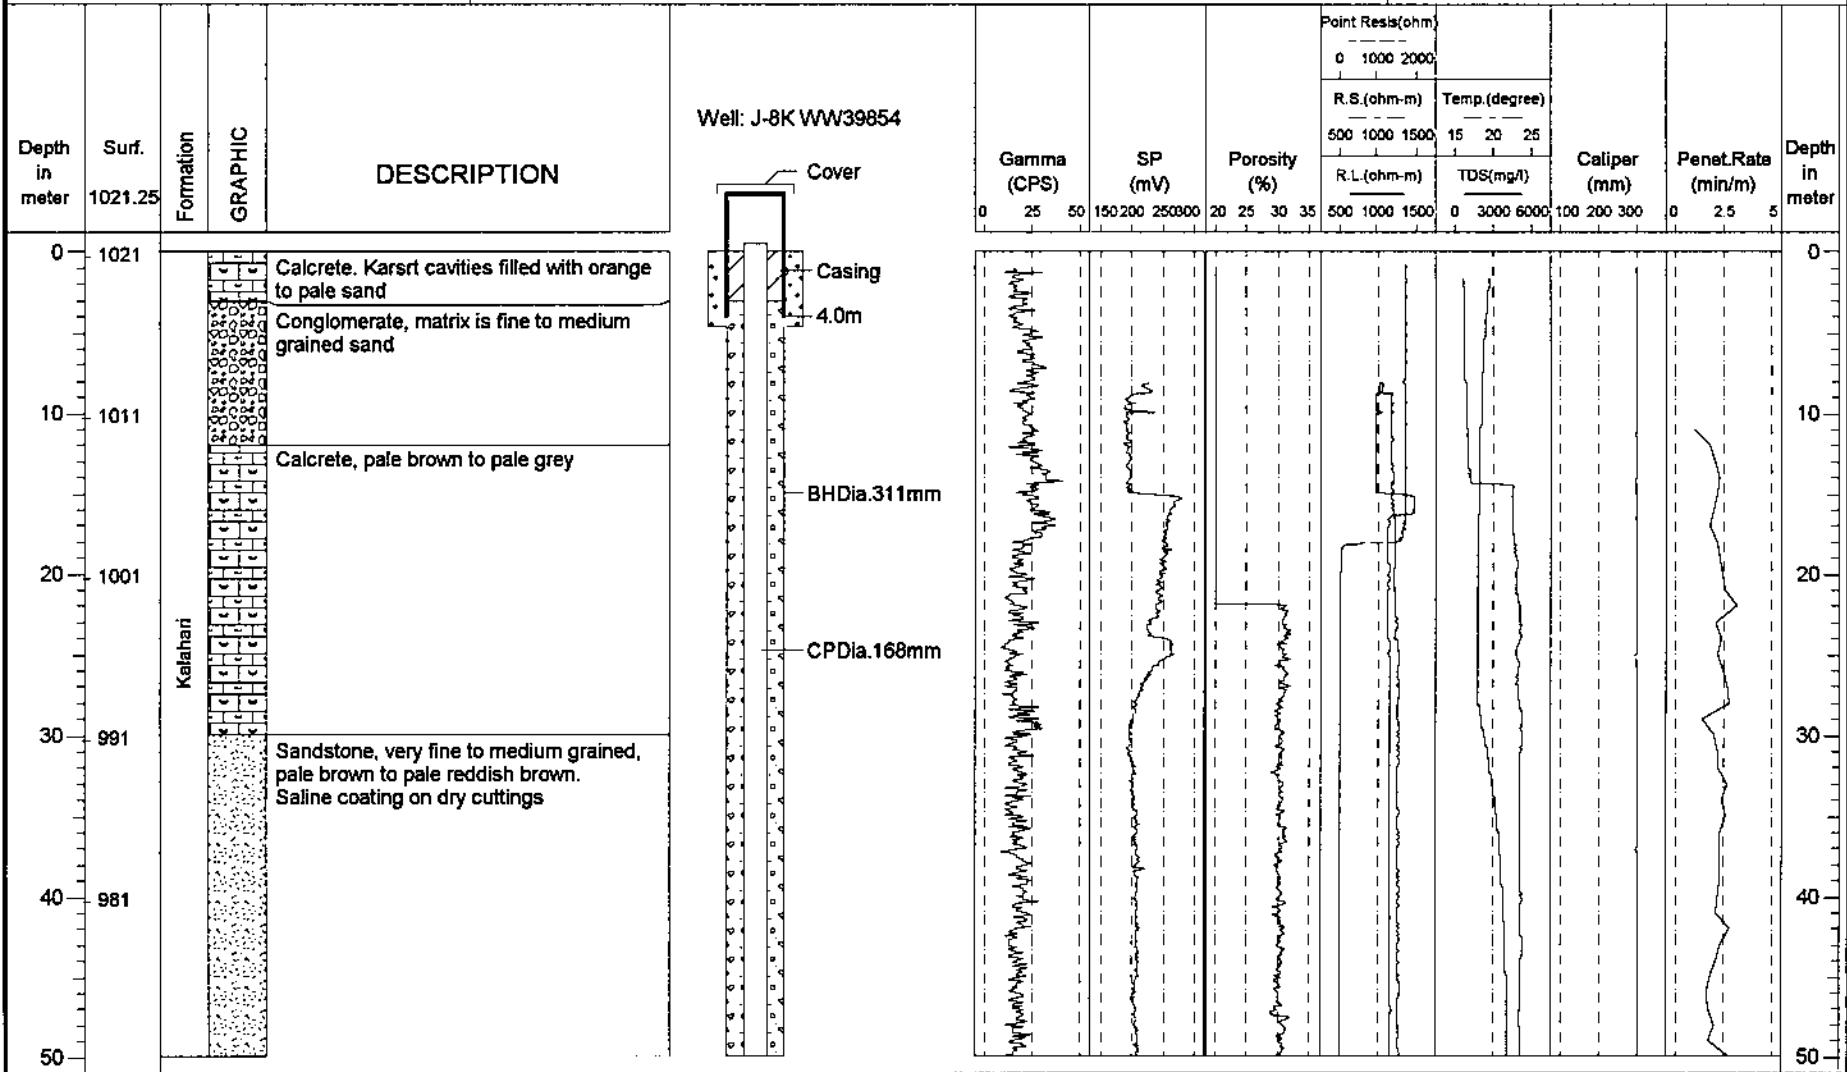 Point Resis(ohm)
0 1000 2000
R.S.(ohm-m) Temp.(degree)
500 1000 1500 15 20 25
Well: J-8K WW39854
Depth in meter
Surf. 1021.25
Formation
GRAPHIC
DESCRIPTION
Cover
Gamma (CPS)
0 25 50
SP (mV)
150 200 250 300
Porosity (%)
20 25 30 35
R.L.(ohm-m)
500 1000 1500
TDS(mg/l)
0 3000 6000
Caliper (mm)
100 200 300
Penet.Rate (min/m)
0 2.5 5
Depth in meter
0 1021
Calcrete. Karsrt cavities filled with orange
to pale sand
Casing
4.0m
0
Conglomerate, matrix is fine to medium
grained sand
10 1011
10
Calcrete, pale brown to pale grey
BHDia.311mm
20 1001
20
Kalahari
CPDia.168mm
30 991
30
Sandstone, very fine to medium grained,
pale brown to pale reddish brown.
Saline coating on dry cuttings
40 981
40
50
50